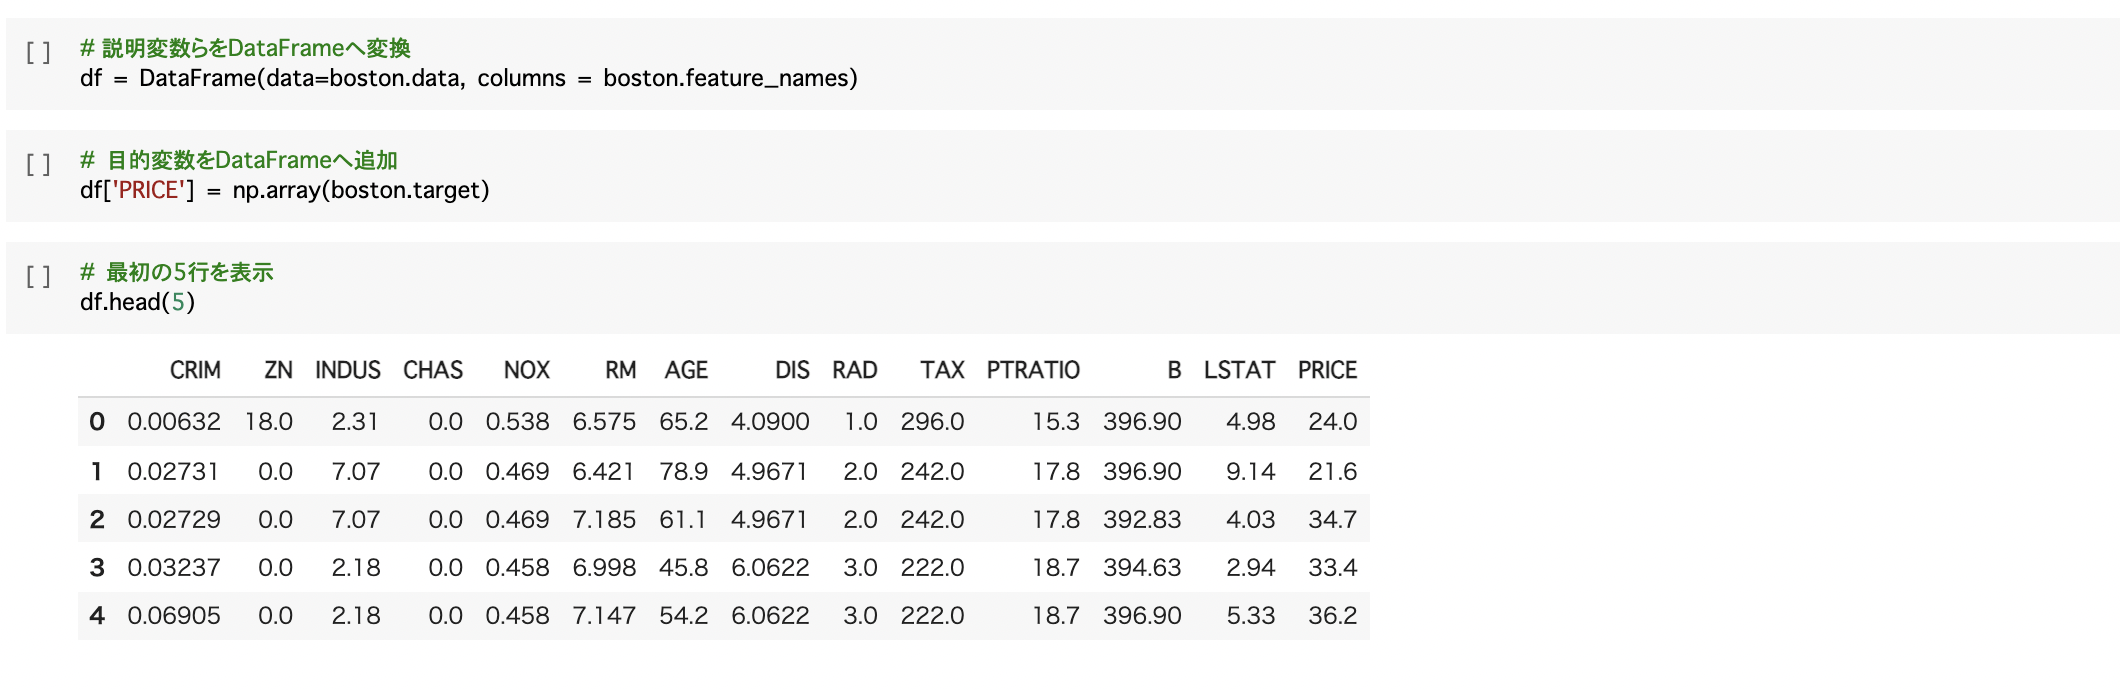 [ ] # 説明変数らをDataFrameへ変換
df = DataFrame(data=boston.data, columns = boston.feature_names)
[ ] # 目的変数をDataFrameへ追加
df['PRICE'] = np.array(boston.target)
[ ] # 最初の5行を表示
df.head(5)
CRIM ZN INDUS CHAS NOX RM AGE DIS RAD TAX PTRATIO B LSTAT PRICE
0 0.00632 18.0 2.31 0.0 0.538 6.575 65.2 4.0900 1.0 296.0 15.3 396.90 4.98 24.0
1 0.02731 0.0 7.07 0.0 0.469 6.421 78.9 4.9671 2.0 242.0 17.8 396.90 9.14 21.6
2 0.02729 0.0 7.07 0.0 0.469 7.185 61.1 4.9671 2.0 242.0 17.8 392.83 4.03 34.7
3 0.03237 0.0 2.18 0.0 0.458 6.998 45.8 6.0622 3.0 222.0 18.7 394.63 2.94 33.4
4 0.06905 0.0 2.18 0.0 0.458 7.147 54.2 6.0622 3.0 222.0 18.7 396.90 5.33 36.2